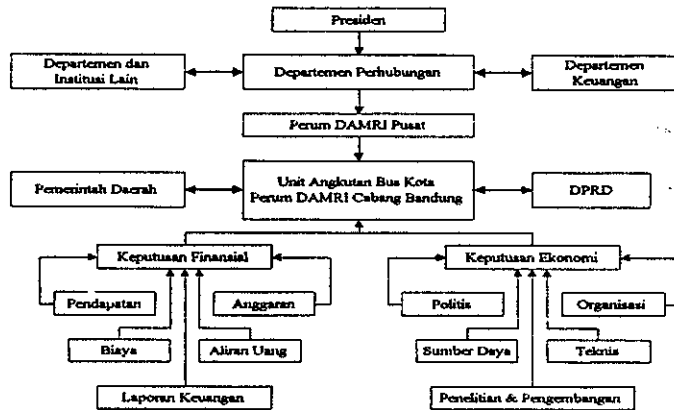 Presiden
Departemen dan
Institusi Lain
Departemen Perhubungan
Departemen
Keuangan
Perum DAMRI Pusat
Pemerintah Daerah
Unit Angkutan Bua Kota
Perum DAMRI Cabang Bandung
DPRD
Keputusan Finansial
Keputusan Ekonomi
Pendapatan
Anggaran
Politis
Organisasi
Biaya
Aliran Uang
Sumber Daya
Teknis
Laporan Keuangan
Penelitian & Pengembangan